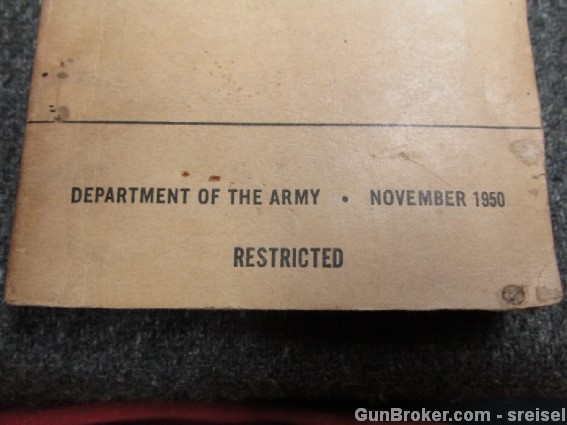 DEPARTMENT OF THE ARMY • NOVEMBER 1950
RESTRICTED
GunBroker.com - sreisel